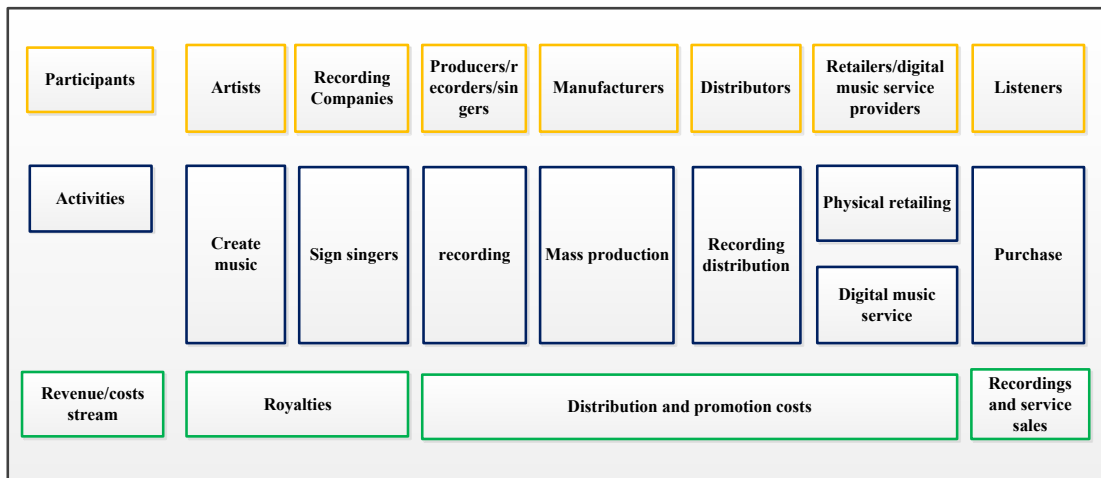 Participants
Artists
Recording
Companies
Producers/r
ecorders/sin
gers
Manufacturers
Distributors
Retailers/digital
music service
providers
Listeners
Activities
Create
music
Sign singers
recording
Mass production
Recording
distribution
Physical retailing
Digital music
service
Purchase
Revenue/costs
stream
Royalties
Distribution and promotion costs
Recordings
and service
sales